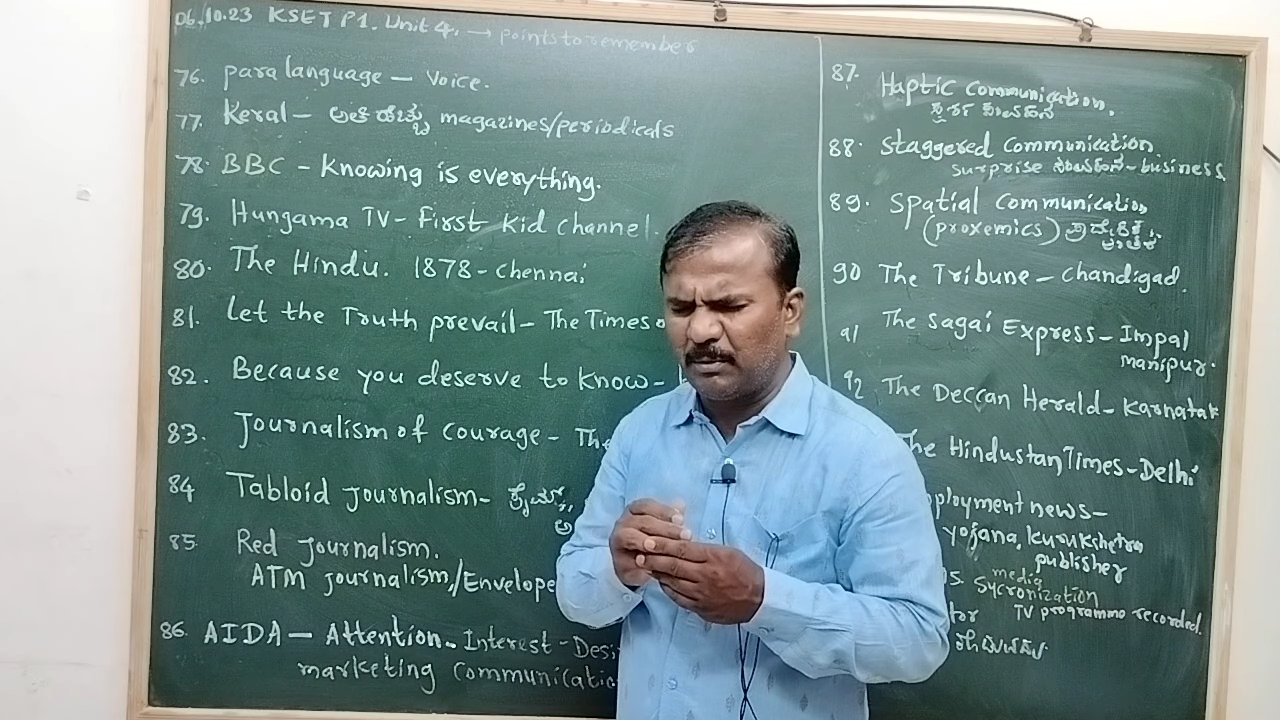 06.10.23 KSET P1. Unit 4. → points to remember
76. para language – Voice.
77. Keral – ಅತಿ ಹೆಚ್ಚು magazines/periodicals
78. BBC – Knowing is everything.
79. Hungama TV – First Kid channel.
80. The Hindu. 1878 – Chennai
81. Let the Truth prevail – The Times o
82. Because you deserve to know –
83. Journalism of courage – The
84 Tabloid Journalism –
85. Red Journalism.
ATM journalism/Envelope
86. AIDA – Attention – Interest – Desi
marketing Communicatio
87. Haptic Communication.
88. Staggered Communication
surprise ಸಂವಹನ – business
89. Spatial Communication
(proxemics)
90 The Tribune – Chandigad.
91 The Sagai Express – Impal
manipur.
92 The Deccan Herald – Karnatak
The Hindustan Times – Delhi
ployment news –
yojana, kurukshetra
publisher
media
Sycronization
TV programme recorded.